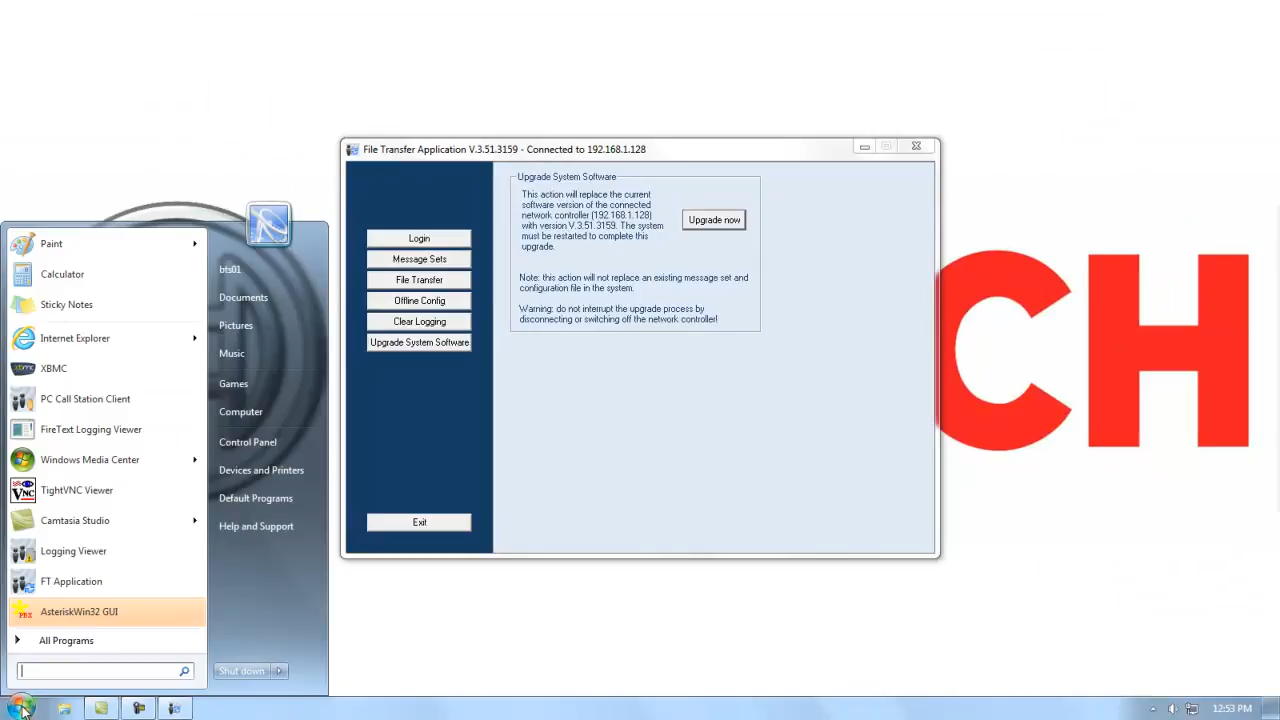 CH
File Transfer Application V.3.51.3159 - Connected to 192.168.1.128
Login
Message Sets
File Transfer
Offline Config
Clear Logging
Upgrade System Software
Exit
Upgrade System Software
This action will replace the current
software version of the connected
network controller (192.168.1.128)
with version V.3.51.3159. The system
must be restarted to complete this
upgrade.
Upgrade now
Note: this action will not replace an existing message set and
configuration file in the system.
Warning: do not interrupt the upgrade process by
disconnecting or switching off the network controller!
Paint
Calculator
Sticky Notes
Internet Explorer
XBMC
PC Call Station Client
FireText Logging Viewer
Windows Media Center
TightVNC Viewer
Camtasia Studio
Logging Viewer
FT Application
AsteriskWin32 GUI
All Programs
bts01
Documents
Pictures
Music
Games
Computer
Control Panel
Devices and Printers
Default Programs
Help and Support
Shut down
12:53 PM